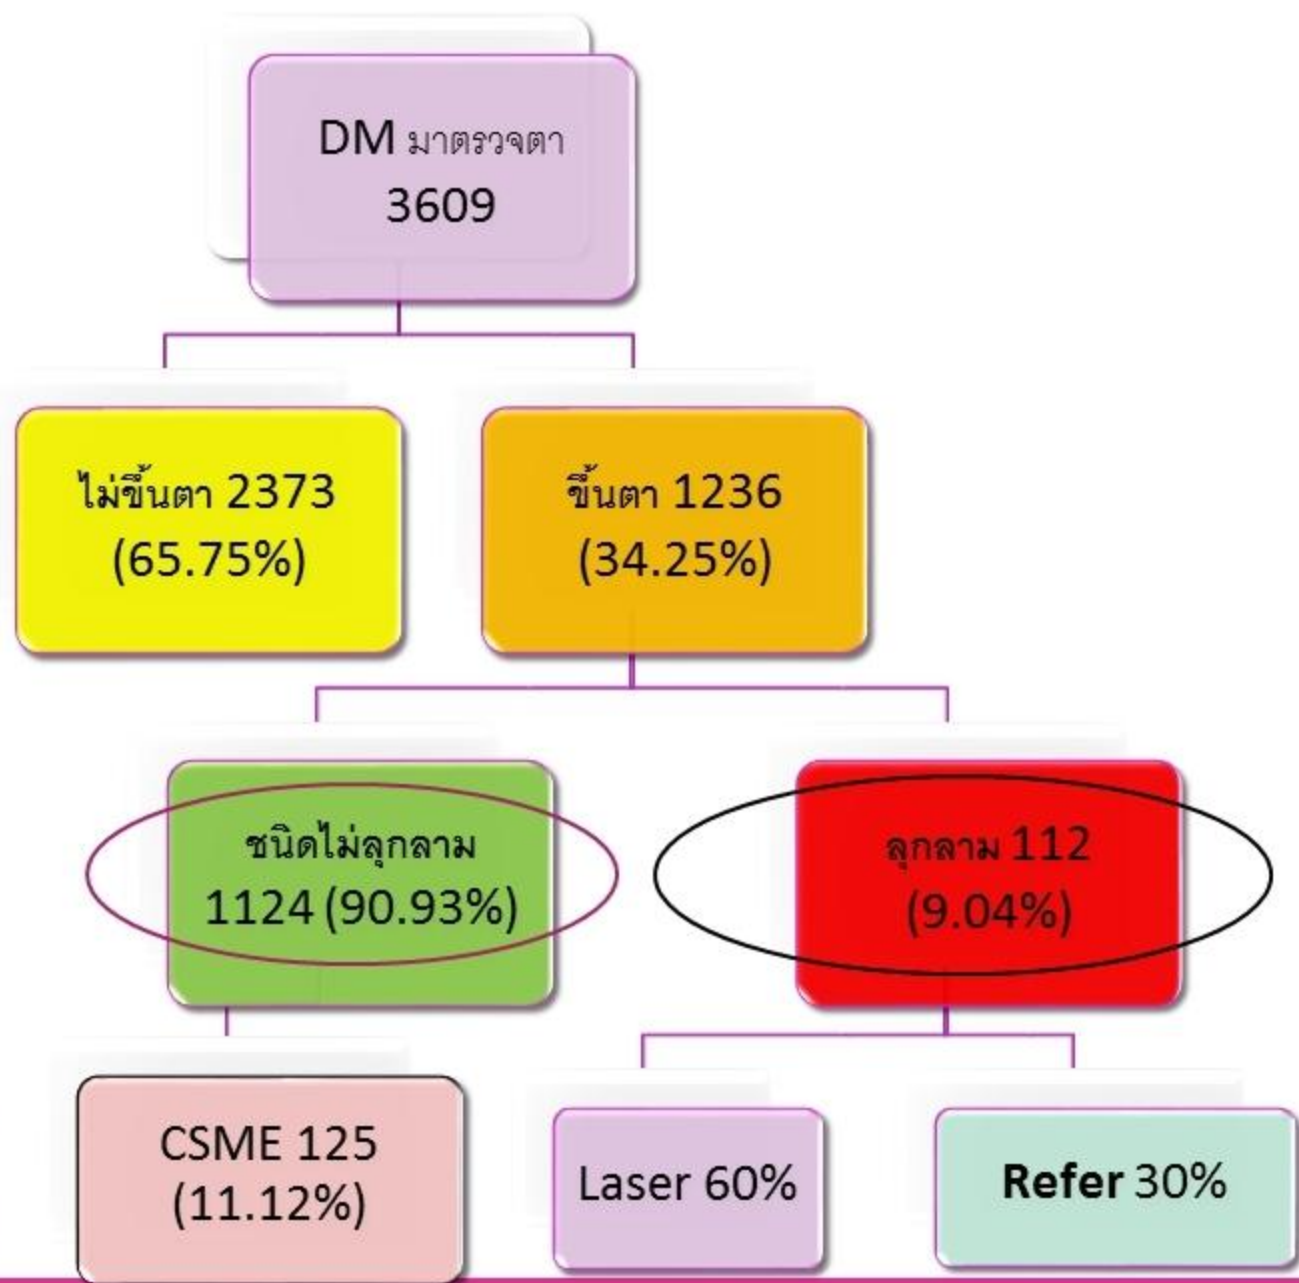 DM มาตรวจตา
3609
ไม่ขึ้นตา 2373
(65.75%)
ขึ้นตา 1236
(34.25%)
ชนิดไม่ลุกลาม
1124 (90.93%)
ลุกลาม 112
(9.04%)
CSME 125
(11.12%)
Laser 60%
Refer 30%